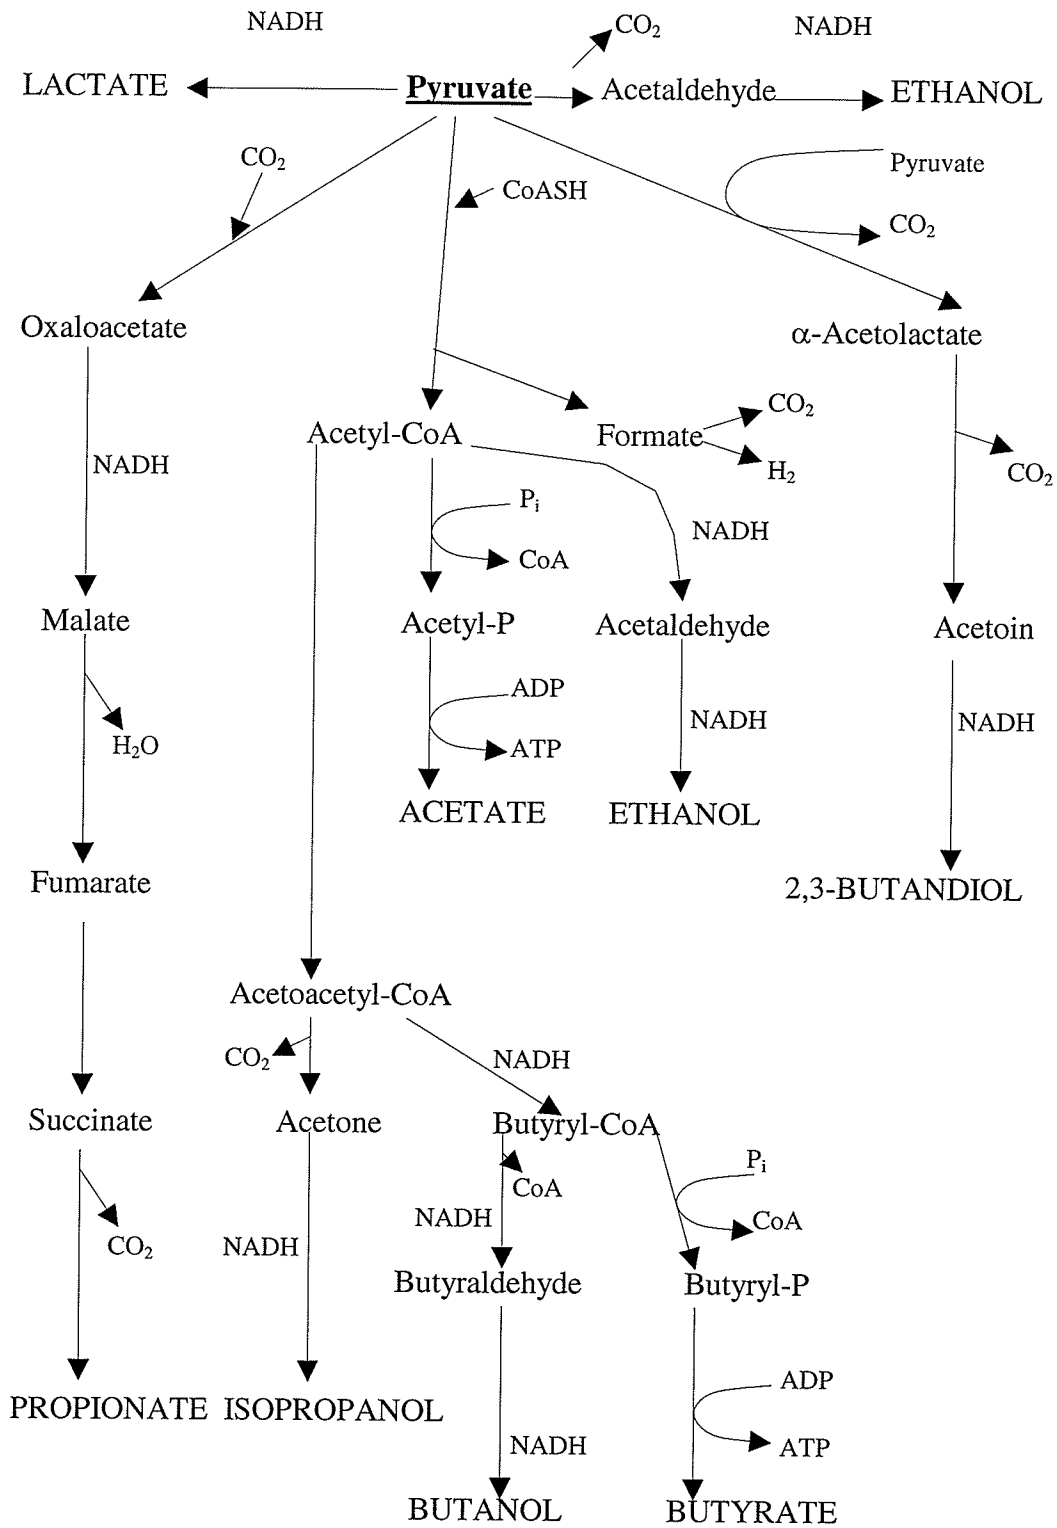 NADH
CO₂
NADH
LACTATE
Pyruvate
Acetaldehyde
ETHANOL
CO₂
CoASH
Pyruvate
CO₂
Oxaloacetate
α-Acetolactate
Acetyl-CoA
Formate
CO₂
H₂
CO₂
NADH
Pᵢ
CoA
NADH
Malate
Acetyl-P
Acetaldehyde
Acetoin
H₂O
ADP
ATP
NADH
NADH
ACETATE
ETHANOL
Fumarate
2,3-BUTANDIOL
Acetoacetyl-CoA
CO₂
NADH
Succinate
Acetone
Butyryl-CoA
CO₂
NADH
CoA
NADH
Pᵢ
CoA
Butyraldehyde
Butyryl-P
PROPIONATE
ISOPROPANOL
NADH
ADP
ATP
BUTANOL
BUTYRATE